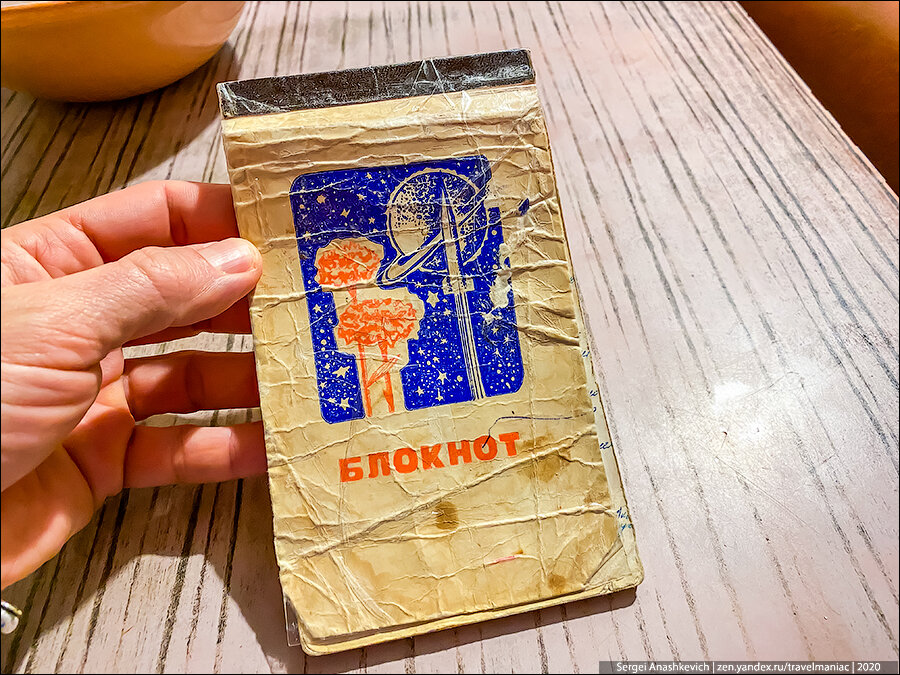 БЛОКНОТ
Sergei Anashkevich | zen.yandex.ru/travelmaniac | 2020